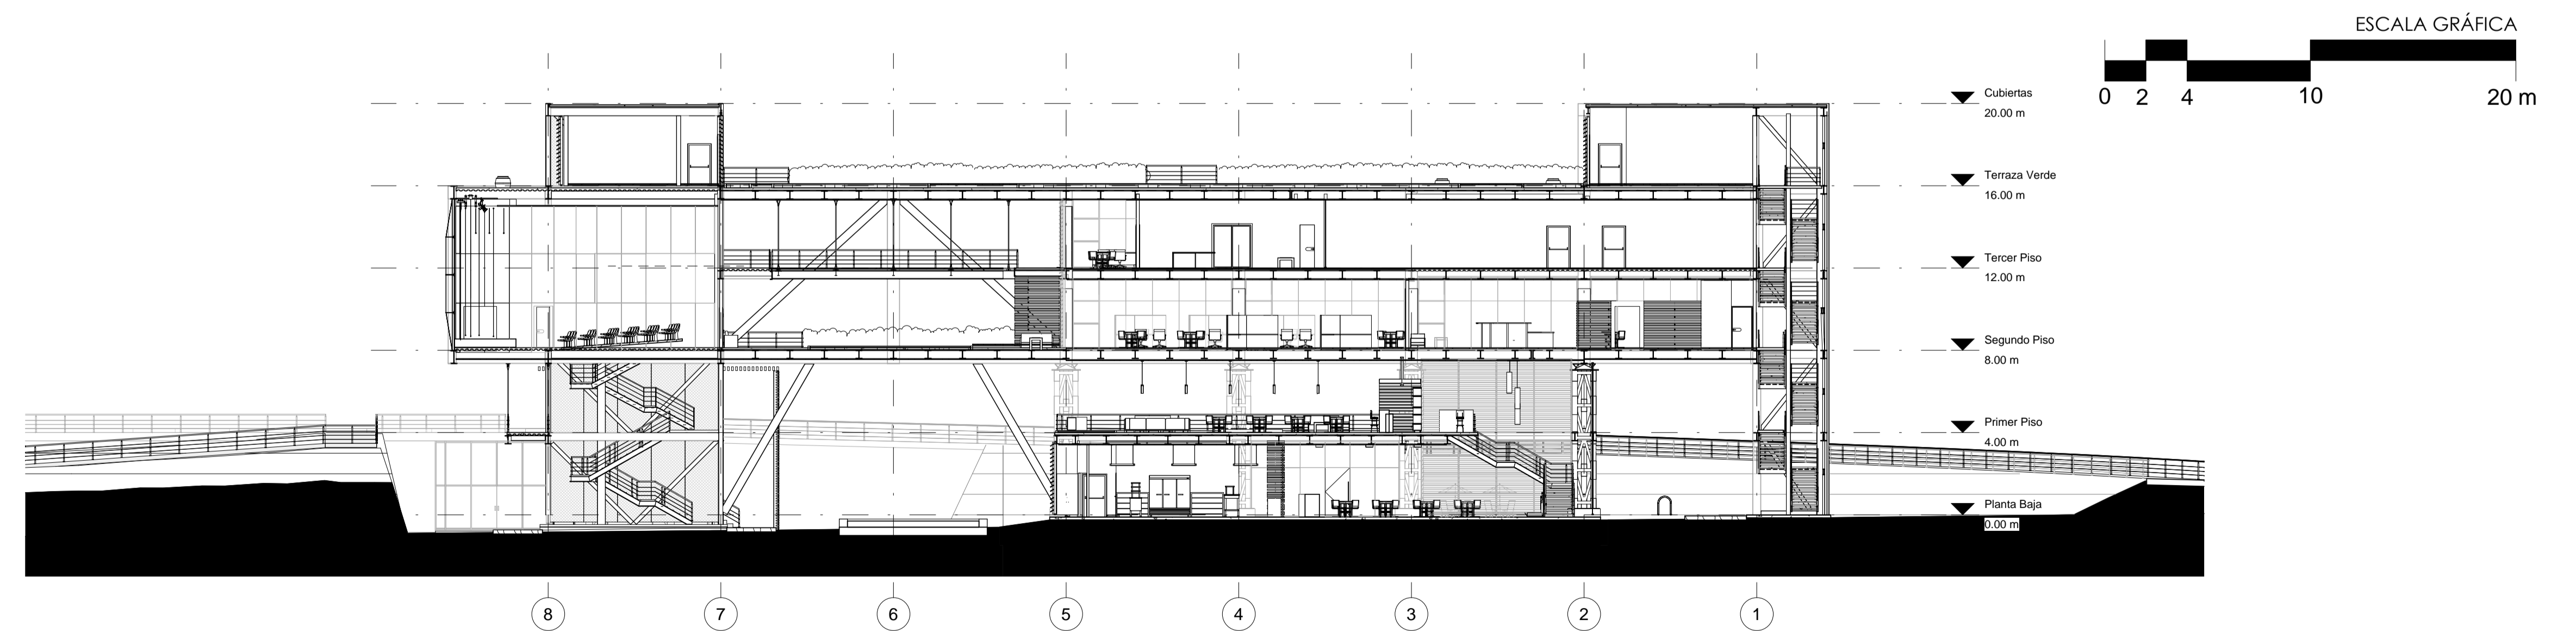 ESCALA GRÁFICA
0 2 4 10 20 m
Cubiertas
20.00 m
Terraza Verde
16.00 m
Tercer Piso
12.00 m
Segundo Piso
8.00 m
Primer Piso
4.00 m
Planta Baja
0.00 m
8 7 6 5 4 3 2 1